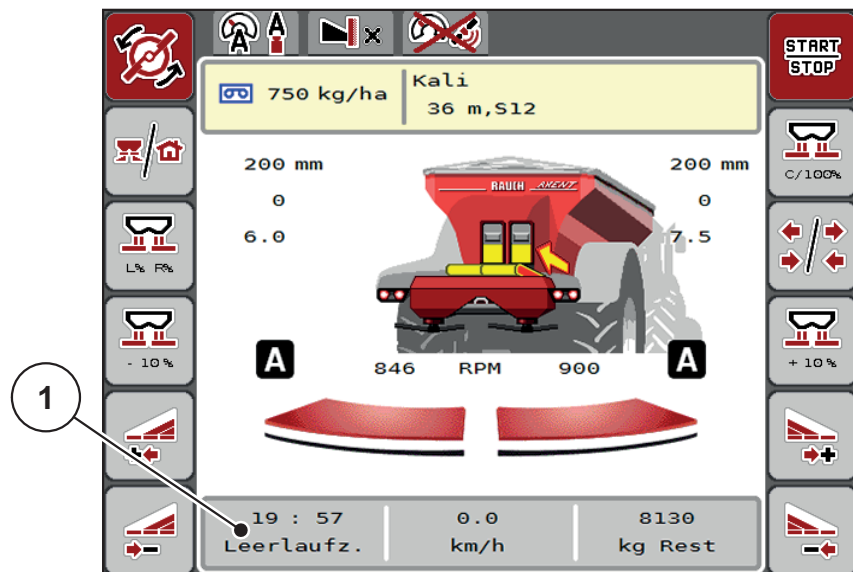 A A x
START
STOP
750 kg/ha
Kali
36 m,S12
200 mm
200 mm
C/100%
RAUCH AXENT
0
0
6.0
7.5
L% R%
- 10 %
+ 10 %
A
846 RPM 900
A
1
19 : 57
Leerlaufz.
0.0
km/h
8130
kg Rest